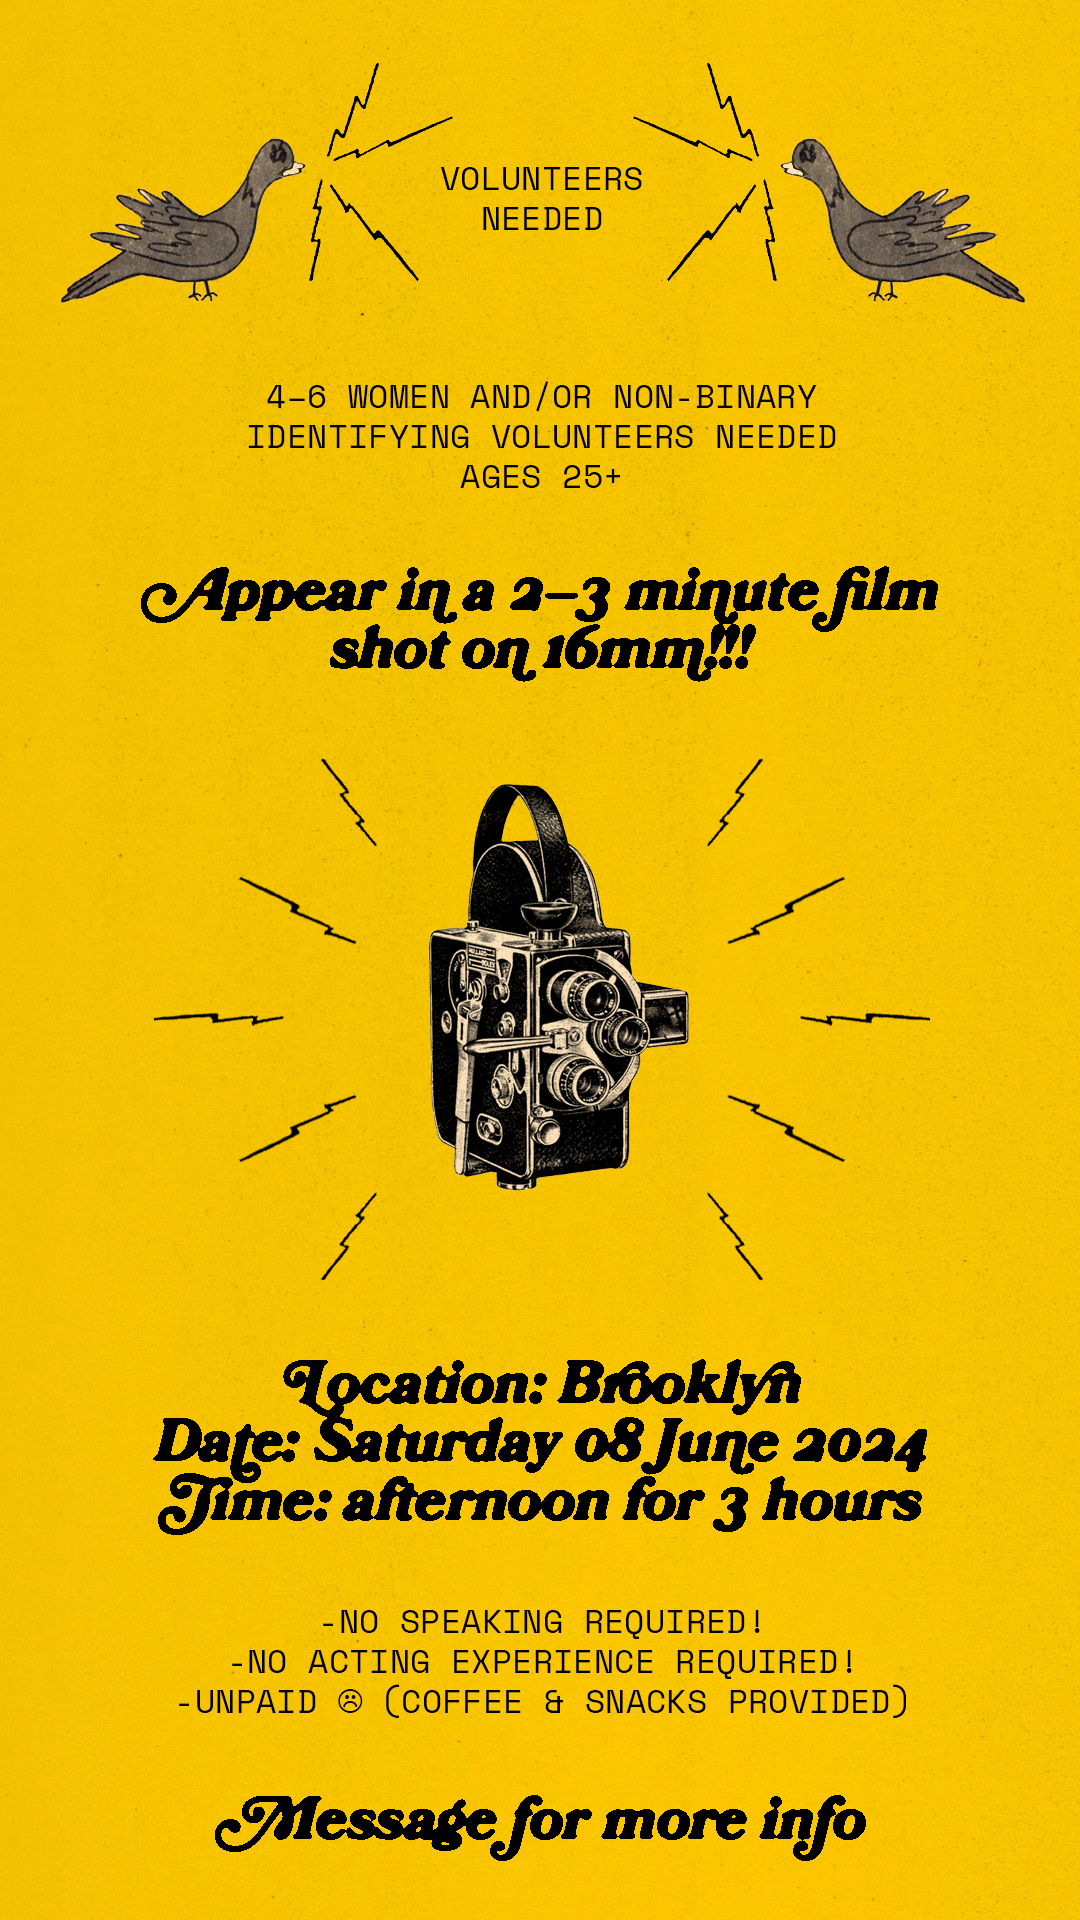 VOLUNTEERS
NEEDED
4–6 WOMEN AND/OR NON-BINARY
IDENTIFYING VOLUNTEERS NEEDED
AGES 25+
Appear in a 2–3 minute film
shot on 16mm!!!
Location: Brooklyn
Date: Saturday 08 June 2024
Time: afternoon for 3 hours
-NO SPEAKING REQUIRED!
-NO ACTING EXPERIENCE REQUIRED!
-UNPAID ☹ (COFFEE & SNACKS PROVIDED)
Message for more info